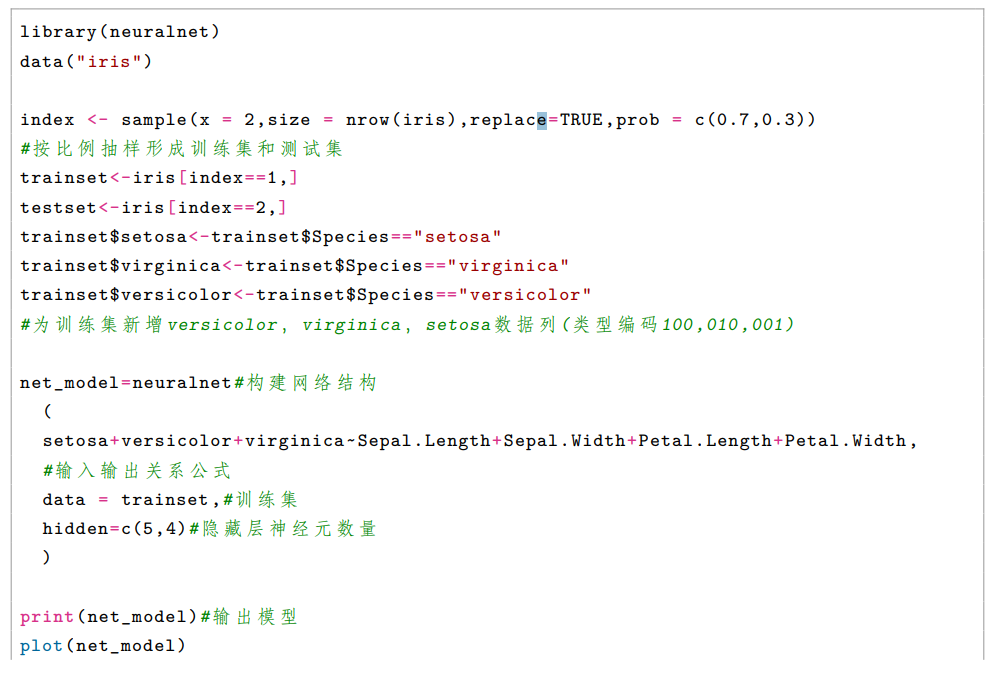 library(neuralnet)
data("iris")
index <- sample(x = 2,size = nrow(iris),replace=TRUE,prob = c(0.7,0.3))
#按比例抽样形成训练集和测试集
trainset<-iris[index==1,]
testset<-iris[index==2,]
trainset$setosa<-trainset$Species=="setosa"
trainset$virginica<-trainset$Species=="virginica"
trainset$versicolor<-trainset$Species=="versicolor"
#为训练集新增versicolor, virginica, setosa数据列(类型编码100,010,001)
net_model=neuralnet#构建网络结构
(
setosa+versicolor+virginica~Sepal.Length+Sepal.Width+Petal.Length+Petal.Width,
#输入输出关系公式
data = trainset,#训练集
hidden=c(5,4)#隐藏层神经元数量
)
print(net_model)#输出模型
plot(net_model)